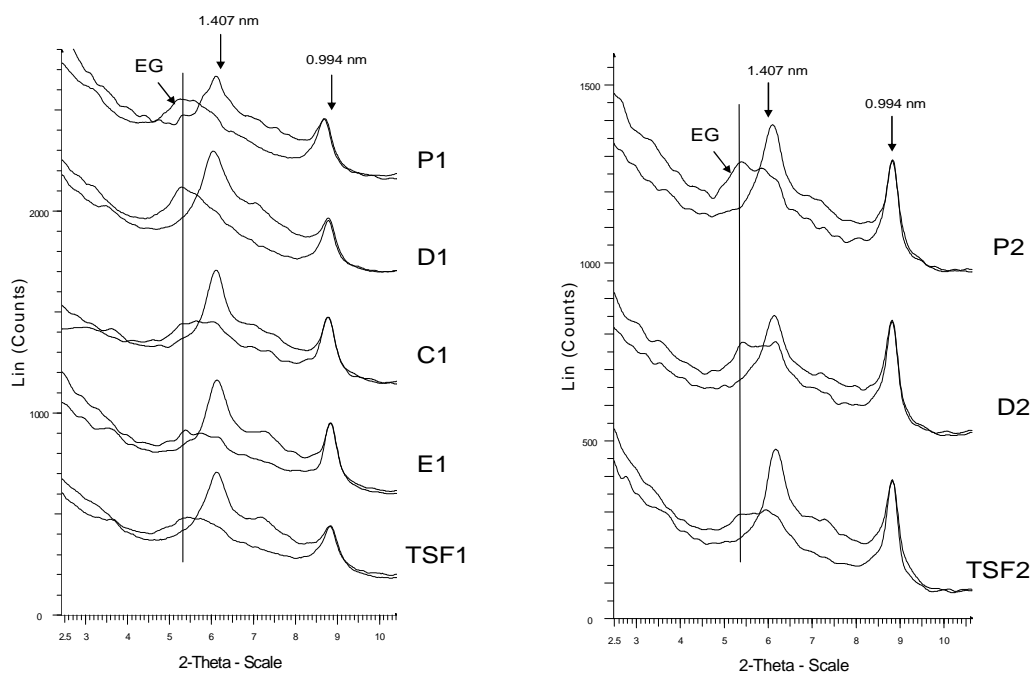 1.407 nm
0.994 nm
EG
P1
D1
C1
E1
TSF1
2000
1000
0
Lin (Counts)
2.5 3 4 5 6 7 8 9 10
2-Theta - Scale
1.407 nm
0.994 nm
EG
P2
D2
TSF2
1500
1000
500
0
Lin (Counts)
2.5 3 4 5 6 7 8 9 10
2-Theta - Scale